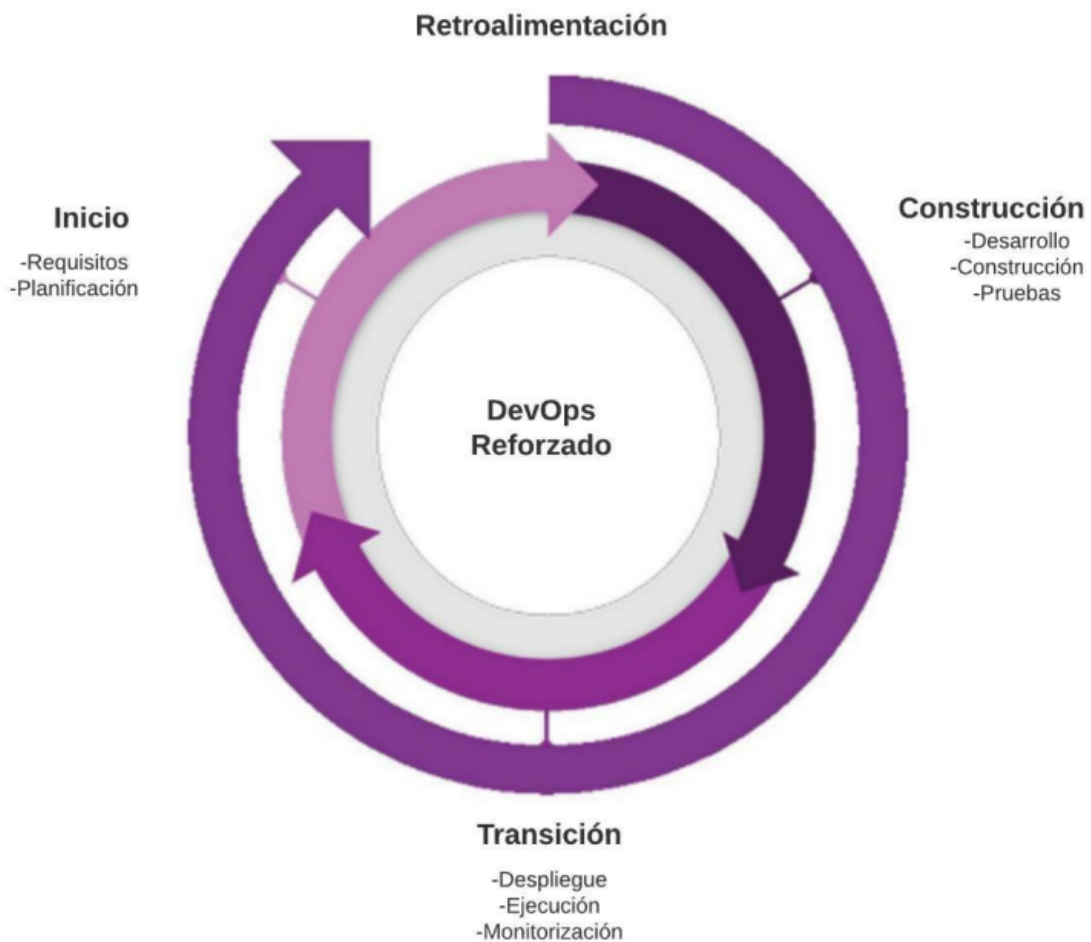 Retroalimentación
Inicio
-Requisitos
-Planificación
Construcción
-Desarrollo
-Construcción
-Pruebas
DevOps
Reforzado
Transición
-Despliegue
-Ejecución
-Monitorización